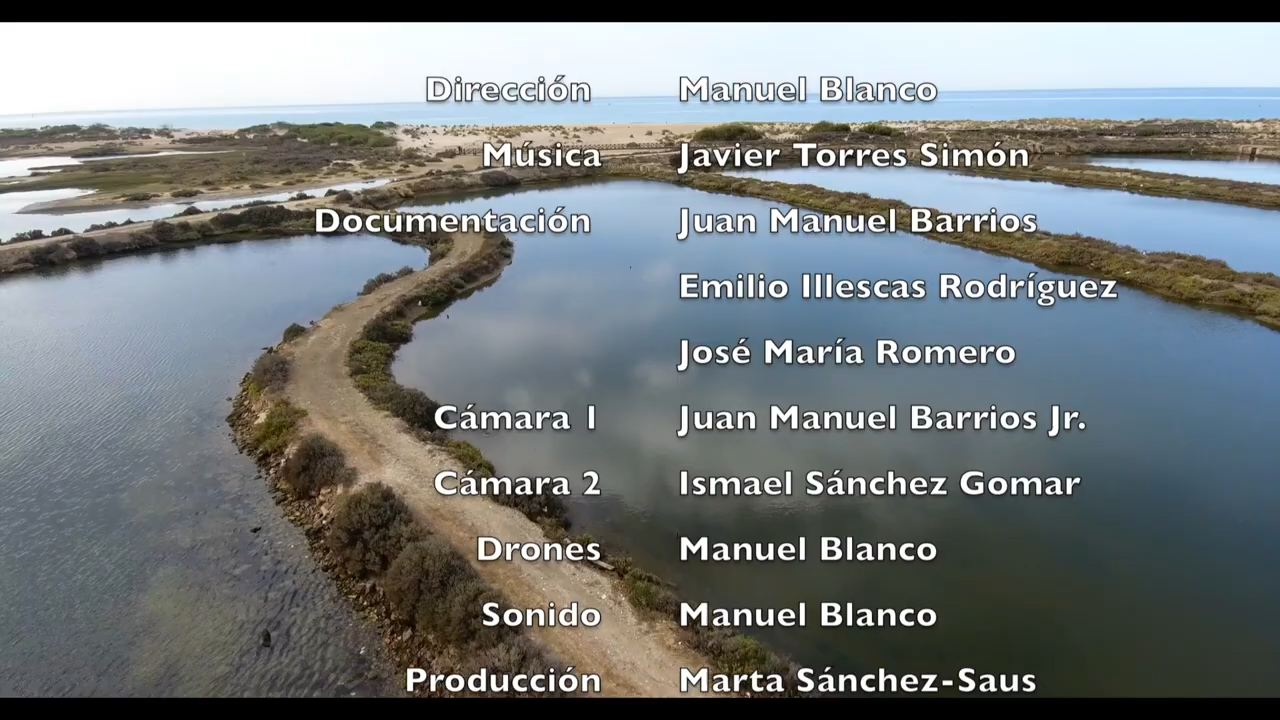 Dirección Manuel Blanco
Música Javier Torres Simón
Documentación Juan Manuel Barrios
Emilio Illescas Rodríguez
José María Romero
Cámara 1 Juan Manuel Barrios Jr.
Cámara 2 Ismael Sánchez Gomar
Drones Manuel Blanco
Sonido Manuel Blanco
Producción Marta Sánchez-Saus